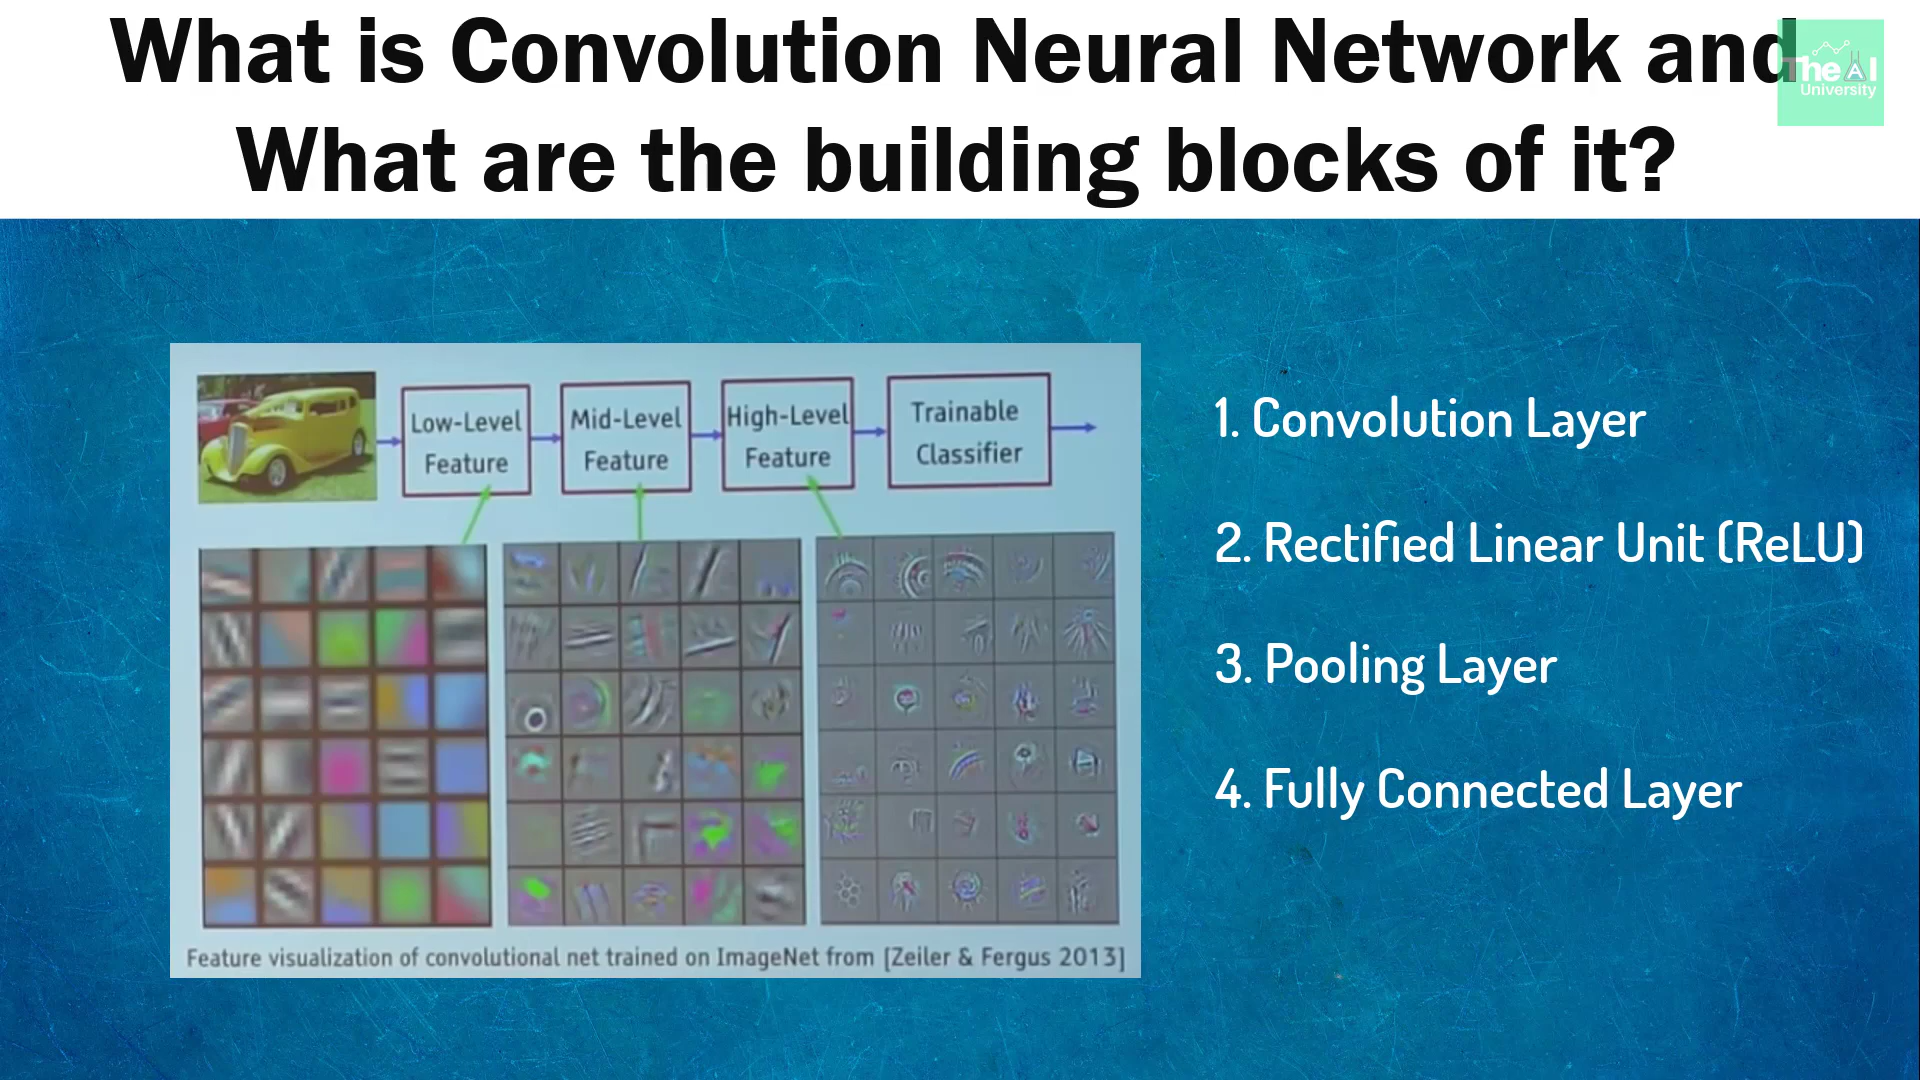 What is Convolution Neural Network and
What are the building blocks of it?
The AI
University
Low-Level
Feature
Mid-Level
Feature
High-Level
Feature
Trainable
Classifier
Feature visualization of convolutional net trained on ImageNet from [Zeiler & Fergus 2013]
1. Convolution Layer
2. Rectified Linear Unit (ReLU)
3. Pooling Layer
4. Fully Connected Layer